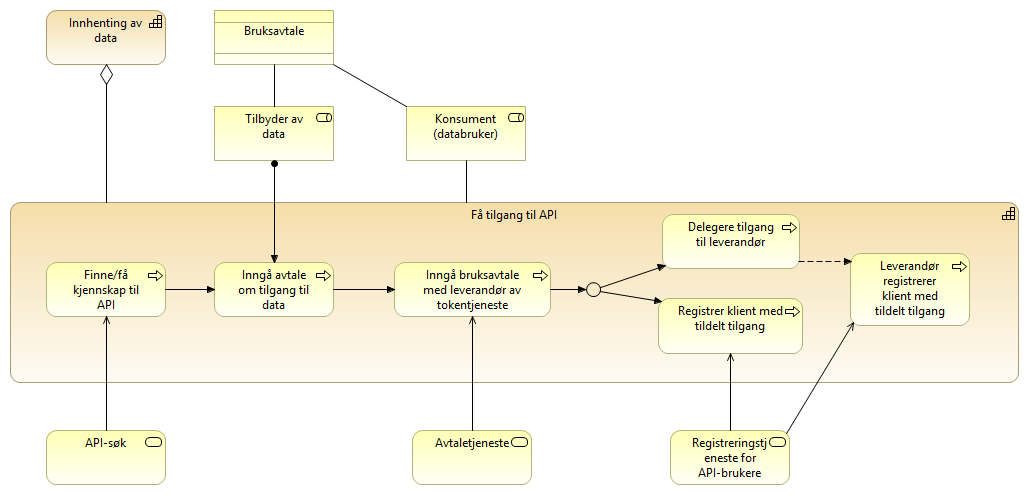 Innhenting av
data
Bruksavtale
Tilbyder av
data
Konsument
(databruker)
Få tilgang til API
Finne/få
kjennskap til
API
Inngå avtale
om tilgang til
data
Inngå bruksavtale
med leverandør av
tokentjeneste
Delegere tilgang
til leverandør
Registrer klient med
tildelt tilgang
Leverandør
registrerer
klient med
tildelt tilgang
API-søk
Avtaletjeneste
Registreringstj
eneste for
API-brukere